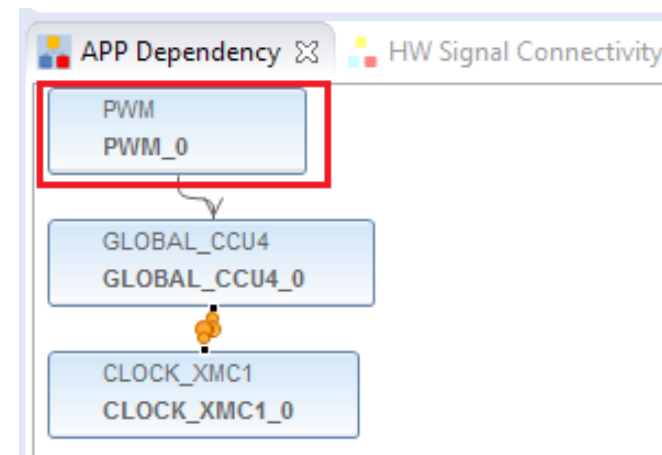 APP Dependency HW Signal Connectivity
PWM
PWM_0
GLOBAL_CCU4
GLOBAL_CCU4_0
CLOCK_XMC1
CLOCK_XMC1_0